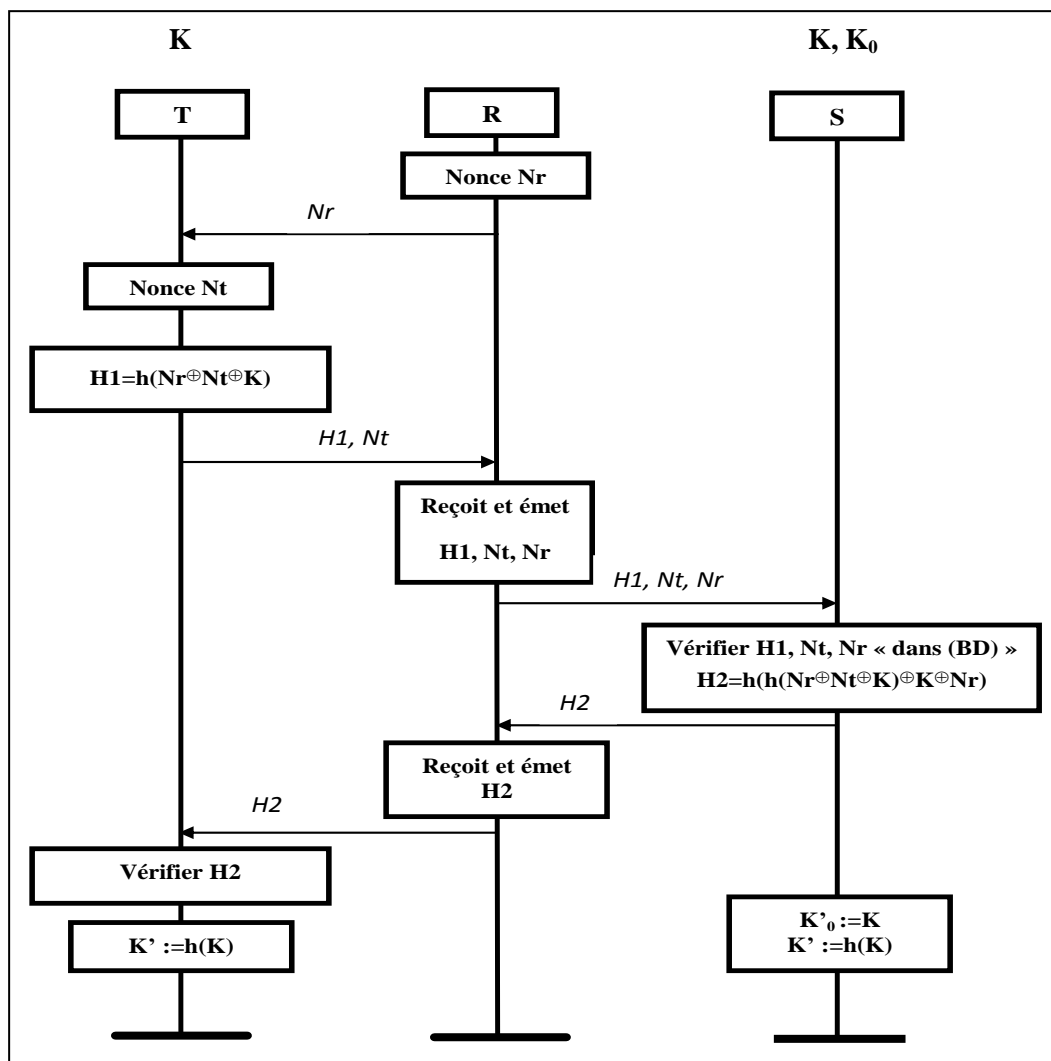 K
K, K₀
T
R
S
Nonce Nr
Nr
Nonce Nt
H1=h(Nr⊕Nt⊕K)
H1, Nt
Reçoit et émet
H1, Nt, Nr
H1, Nt, Nr
Vérifier H1, Nt, Nr « dans (BD) »
H2=h(h(Nr⊕Nt⊕K)⊕K⊕Nr)
H2
Reçoit et émet
H2
H2
Vérifier H2
K' :=h(K)
K'₀ :=K
K' :=h(K)